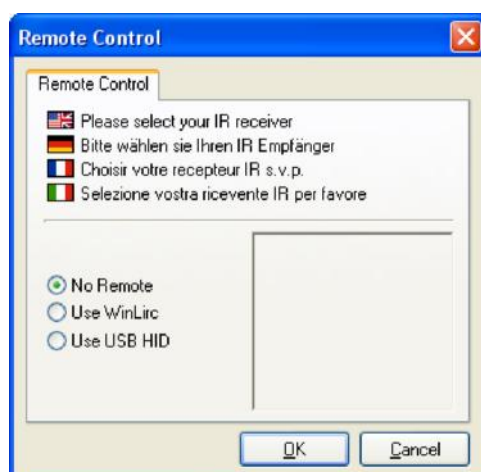 Remote Control
Remote Control
Please select your IR receiver
Bitte wählen sie Ihren IR Empfänger
Choisir votre recepteur IR s.v.p.
Selezione vostra ricevente IR per favore
No Remote
Use WinLirc
Use USB HID
OK
Cancel